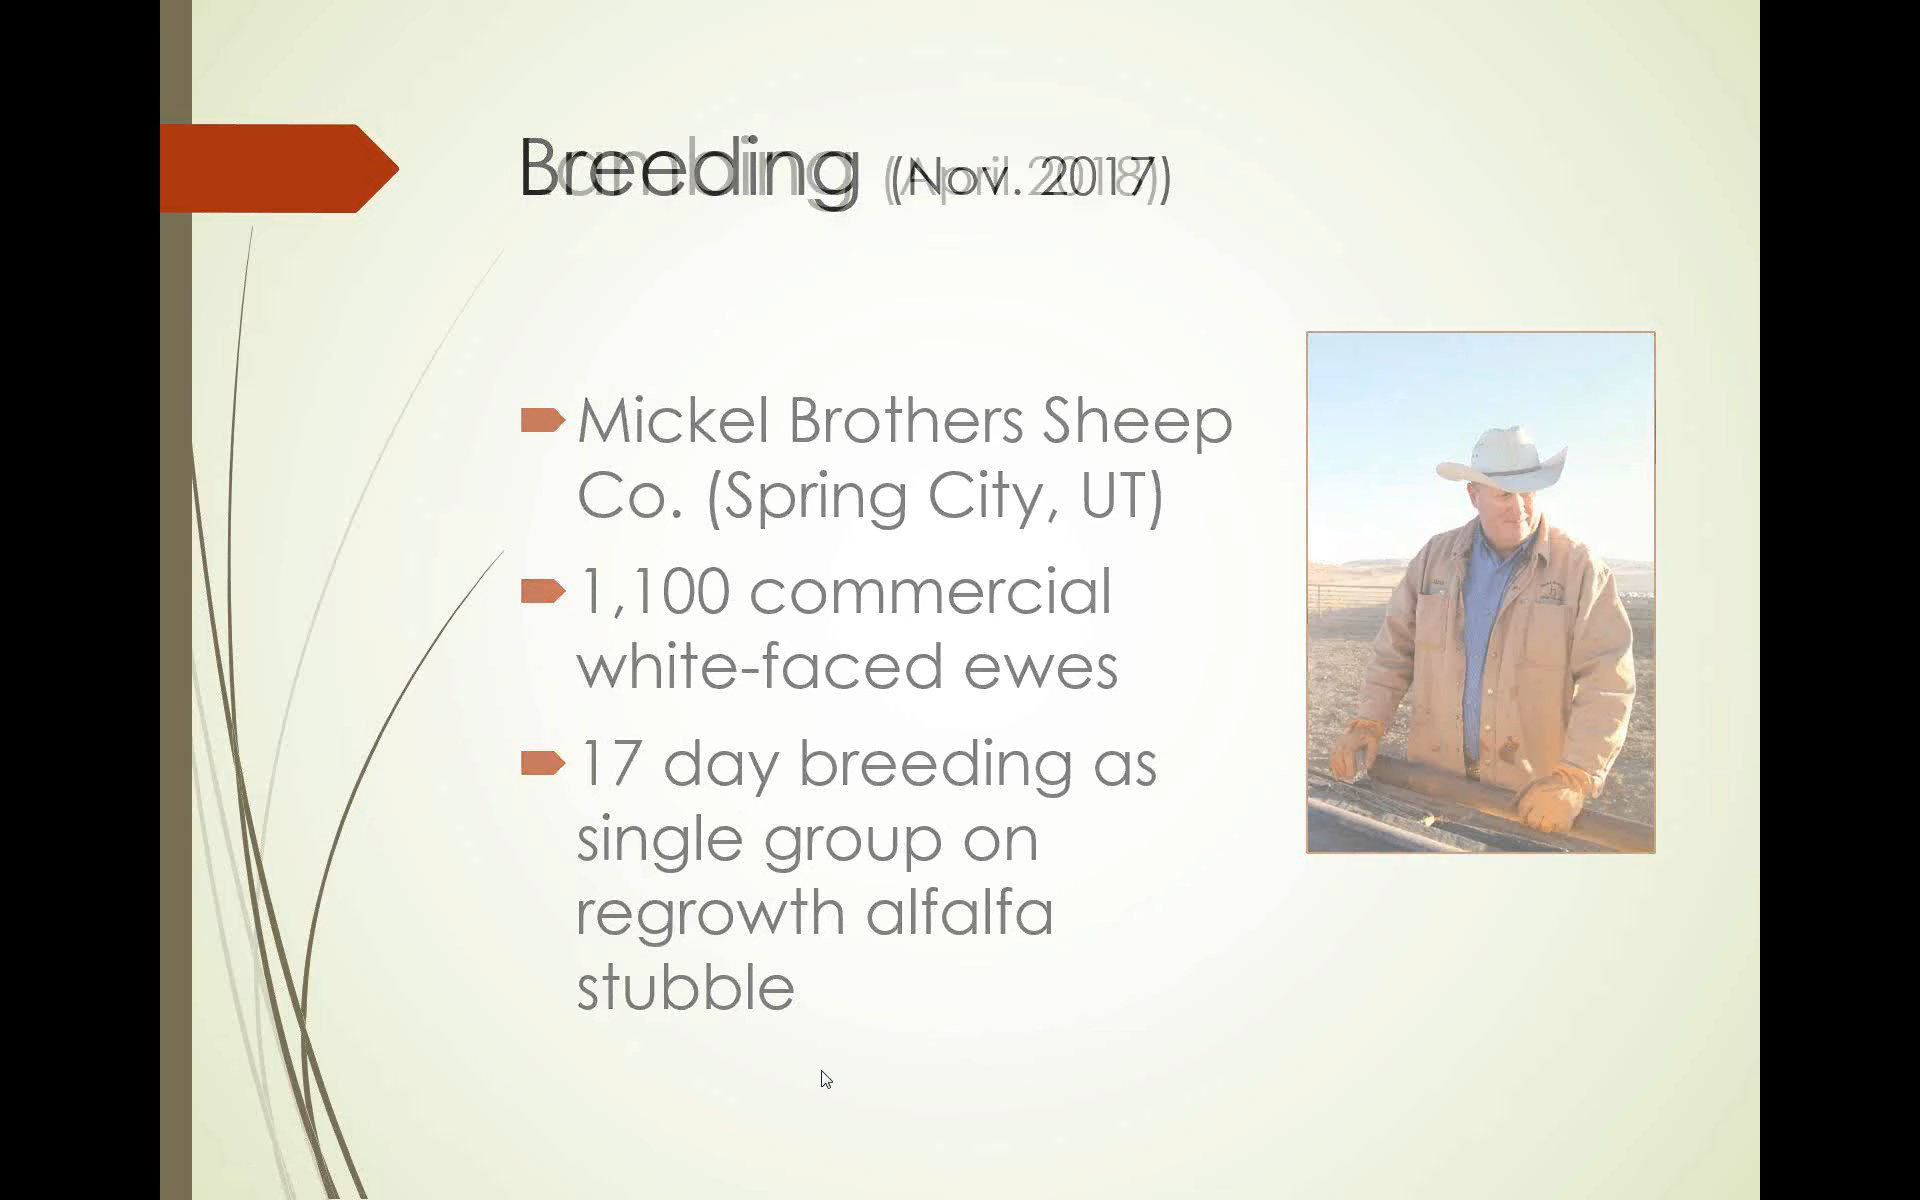 Breeding (Nov. 2017)
Mickel Brothers Sheep
Co. (Spring City, UT)
1,100 commercial
white-faced ewes
17 day breeding as
single group on
regrowth alfalfa
stubble